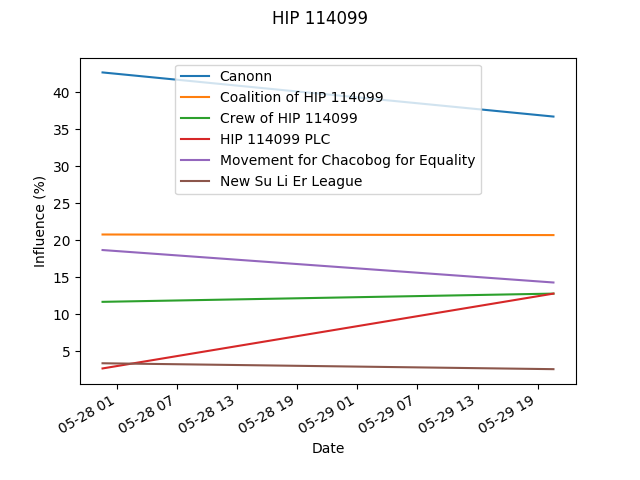 HIP 114099
Canonn
Coalition of HIP 114099
Crew of HIP 114099
HIP 114099 PLC
Movement for Chacobog for Equality
New Su Li Er League
Influence (%)
40
35
30
25
20
15
10
5
05-28 01
05-28 07
05-28 13
05-28 19
05-29 01
05-29 07
05-29 13
05-29 19
Date